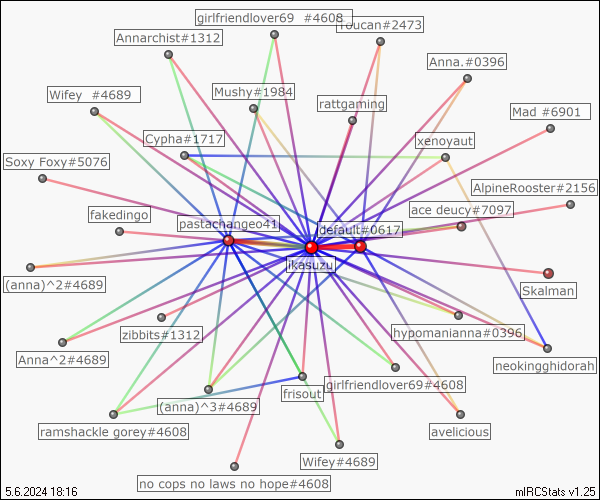 girlfriendlover69  #4608
Toucan#2473
Annarchist#1312
Anna.#0396
Wifey  #4689
Mushy#1984
rattgaming
Mad  #6901
Cypha#1717
xenoyaut
Soxy Foxy#5076
AlpineRooster#2156
fakedingo
pastachangeo41
default#0617
ace deucy#7097
ikasuzu
(anna)^2#4689
Skalman
zibbits#1312
hypomanianna#0396
Anna^2#4689
neokingghidorah
girlfriendlover69#4608
frisout
(anna)^3#4689
ramshackle gorey#4608
avelicious
Wifey#4689
no cops no laws no hope#4608
5.6.2024 18:16
mIRCStats v1.25